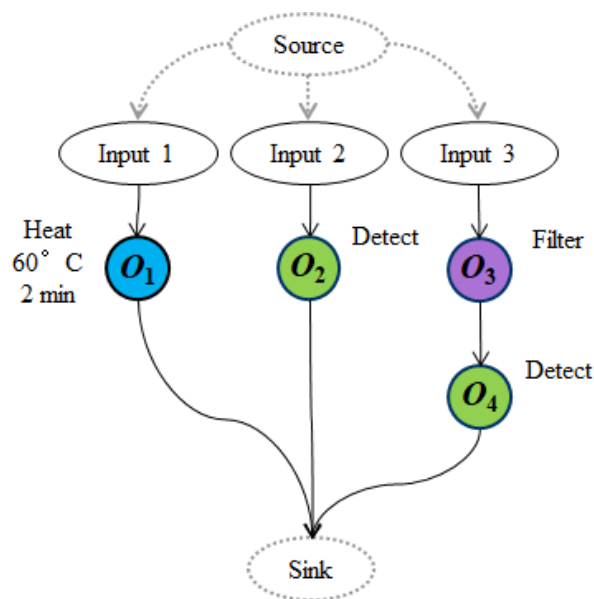 Source
Input 1
Input 2
Input 3
Heat
60° C
2 min
O1
Detect
O2
Filter
O3
Detect
O4
Sink